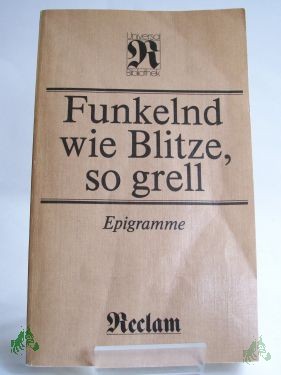 Universal
R
Bibliothek
Funkelnd
wie Blitze,
so grell
Epigramme
Reclam